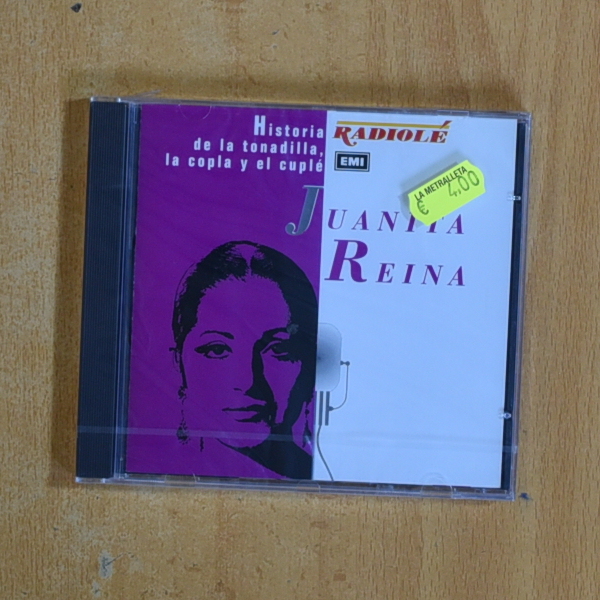 Historia
de la tonadilla,
la copla y el cuplé
RADIOLÉ
EMI
LA METRALLETA
€ 4,00
JUANITA
REINA